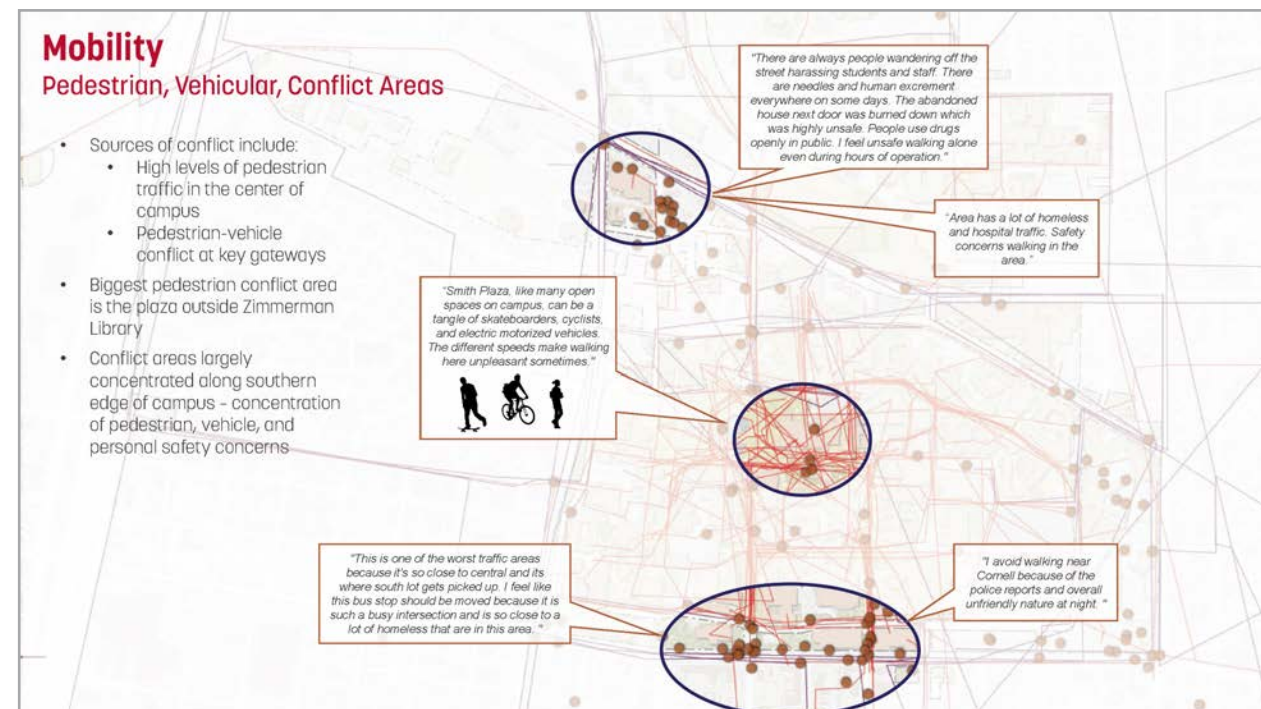 Mobility
Pedestrian, Vehicular, Conflict Areas
• Sources of conflict include:
• High levels of pedestrian
traffic in the center of
campus
• Pedestrian-vehicle
conflict at key gateways
• Biggest pedestrian conflict area
is the plaza outside Zimmerman
Library
• Conflict areas largely
concentrated along southern
edge of campus – concentration
of pedestrian, vehicle, and
personal safety concerns
"There are always people wandering off the
street harassing students and staff. There
are needles and human excrement
everywhere on some days. The abandoned
house next door was burned down which
was highly unsafe. People use drugs
openly in public. I feel unsafe walking alone
even during hours of operation."
"Area has a lot of homeless
and hospital traffic. Safety
concerns walking in the
area."
"Smith Plaza, like many open
spaces on campus, can be a
tangle of skateboarders, cyclists,
and electric motorized vehicles.
The different speeds make walking
here unpleasant sometimes."
"This is one of the worst traffic areas
because it's so close to central and its
where south lot gets picked up. I feel like
this bus stop should be moved because it is
such a busy intersection and is so close to a
lot of homeless that are in this area. "
"I avoid walking near
Cornell because of the
police reports and overall
unfriendly nature at night. "